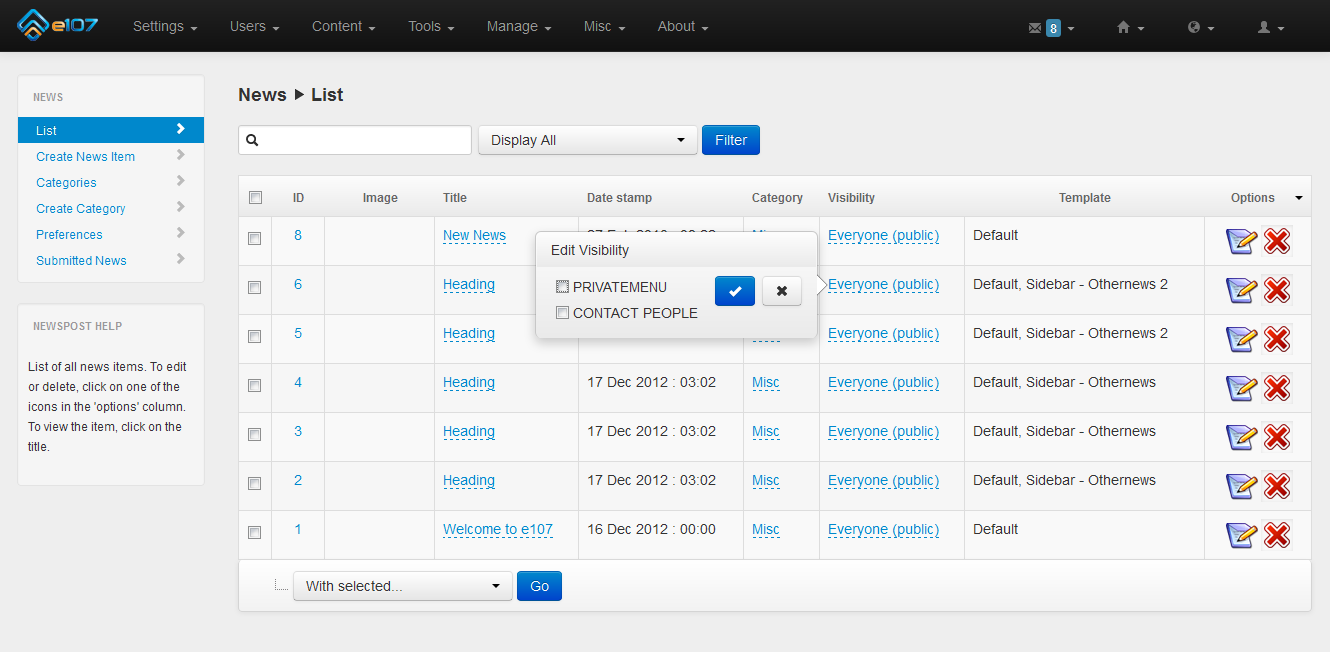 e107 Settings Users Content Tools Manage Misc About 8
NEWS
List
Create News Item
Categories
Create Category
Preferences
Submitted News
NEWSPOST HELP
List of all news items. To edit
or delete, click on one of the
icons in the 'options' column.
To view the item, click on the
title.
News List
Display All Filter
ID Image Title Date stamp Category Visibility Template Options
8 New News Everyone (public) Default
6 Heading Everyone (public) Default, Sidebar - Othernews 2
5 Heading Everyone (public) Default, Sidebar - Othernews 2
Edit Visibility
PRIVATEMENU
CONTACT PEOPLE
4 Heading 17 Dec 2012 : 03:02 Misc Everyone (public) Default, Sidebar - Othernews
3 Heading 17 Dec 2012 : 03:02 Misc Everyone (public) Default, Sidebar - Othernews
2 Heading 17 Dec 2012 : 03:02 Misc Everyone (public) Default, Sidebar - Othernews
1 Welcome to e107 16 Dec 2012 : 00:00 Misc Everyone (public) Default
With selected... Go